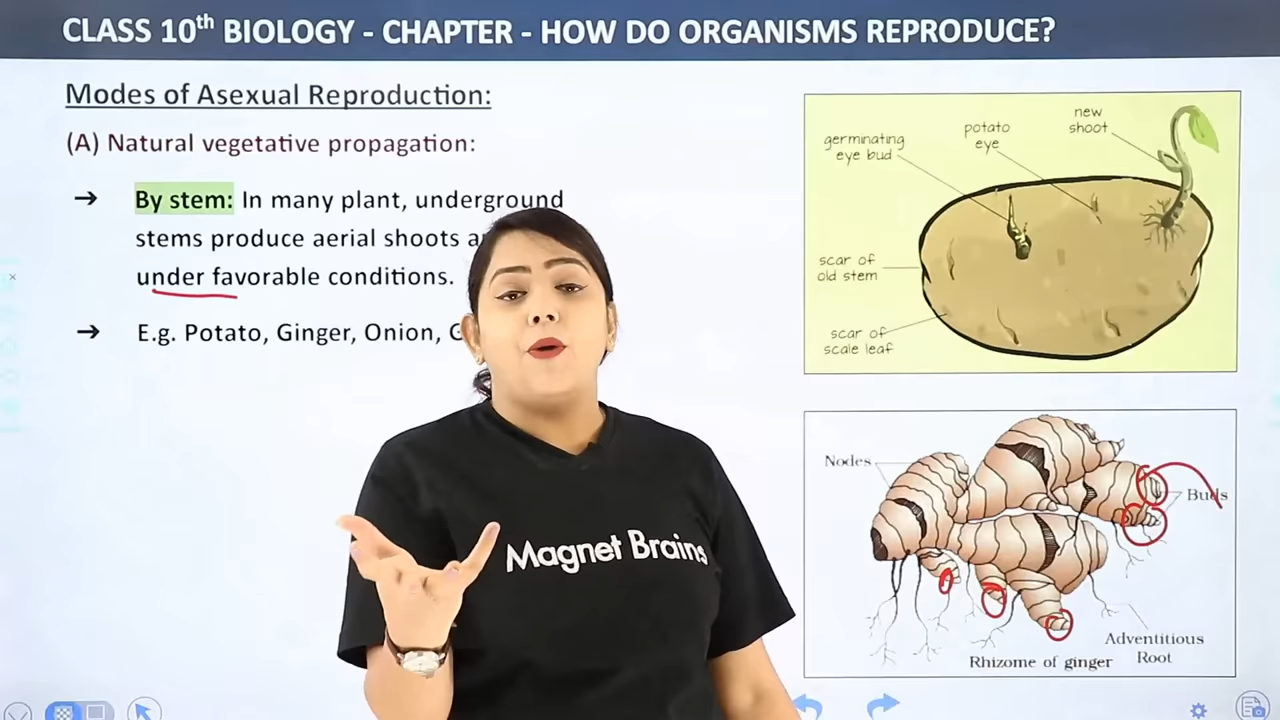 CLASS 10th BIOLOGY - CHAPTER - HOW DO ORGANISMS REPRODUCE?
Modes of Asexual Reproduction:
(A) Natural vegetative propagation:
→ By stem: In many plant, underground
stems produce aerial shoots
under favorable conditions.
→ E.g. Potato, Ginger, Onion,
germinating
eye bud
potato
eye
new
shoot
scar of
old stem
scar of
scale leaf
Nodes
Buds
Adventitious
Root
Rhizome of ginger
Magnet Brains